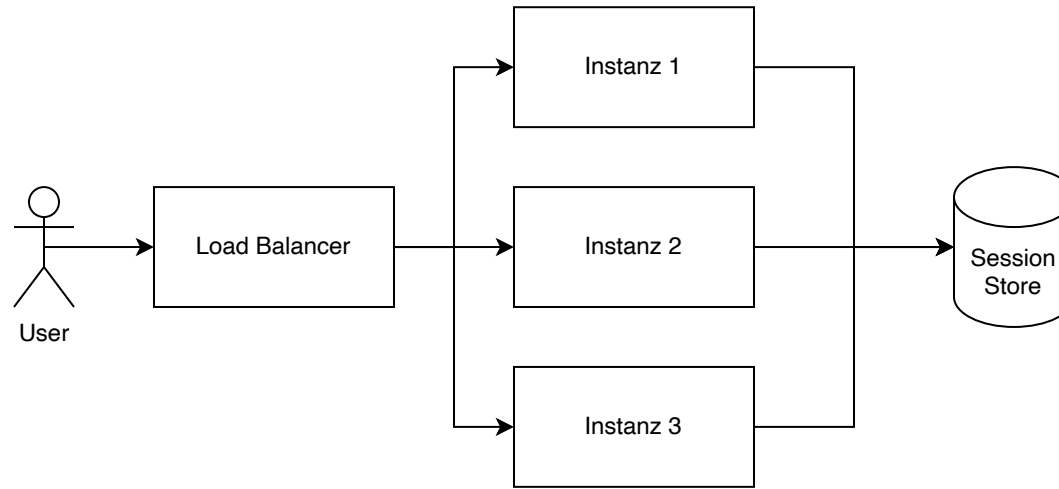 User
Load Balancer
Instanz 1
Instanz 2
Instanz 3
Session
Store